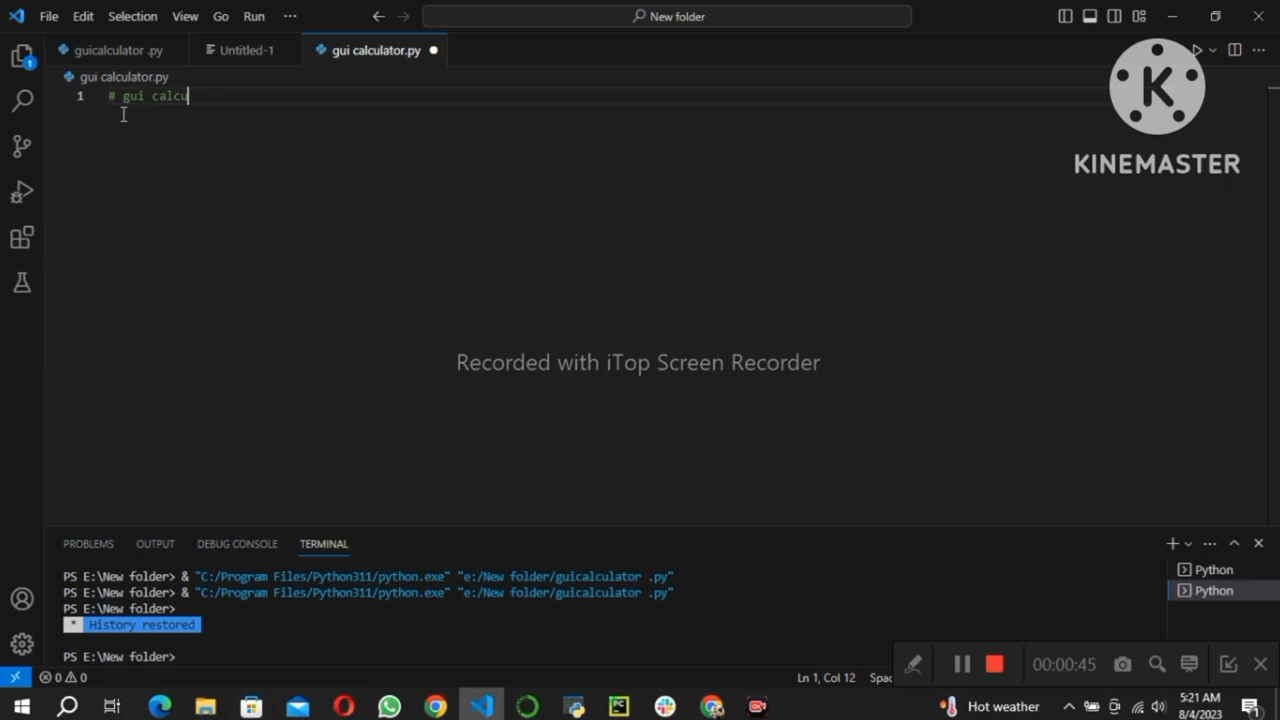 File Edit Selection View Go Run ··· New folder
guicalculator .py Untitled-1 gui calculator.py
gui calculator.py
1 # gui calcu
K
KINEMASTER
Recorded with iTop Screen Recorder
PROBLEMS OUTPUT DEBUG CONSOLE TERMINAL
PS E:\New folder> & "C:/Program Files/Python311/python.exe" "e:/New folder/guicalculator .py"
Python
PS E:\New folder> & "C:/Program Files/Python311/python.exe" "e:/New folder/guicalculator .py"
Python
PS E:\New folder>
* History restored
PS E:\New folder>
00:00:45
0 0 Ln 1, Col 12 Spac
Hot weather 5:21 AM
8/4/2023